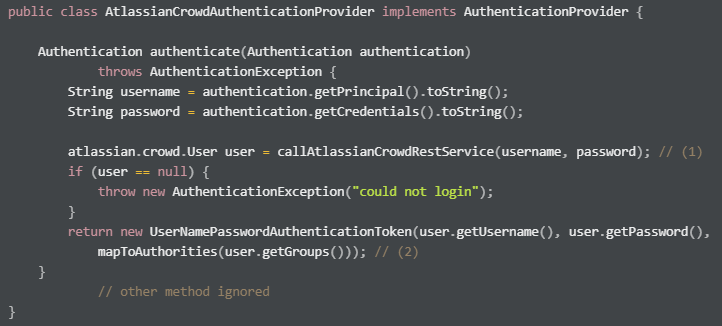 public class AtlassianCrowdAuthenticationProvider implements AuthenticationProvider {
Authentication authenticate(Authentication authentication)
throws AuthenticationException {
String username = authentication.getPrincipal().toString();
String password = authentication.getCredentials().toString();
atlassian.crowd.User user = callAtlassianCrowdRestService(username, password); // (1)
if (user == null) {
throw new AuthenticationException("could not login");
}
return new UserNamePasswordAuthenticationToken(user.getUsername(), user.getPassword(),
mapToAuthorities(user.getGroups())); // (2)
}
// other method ignored
}